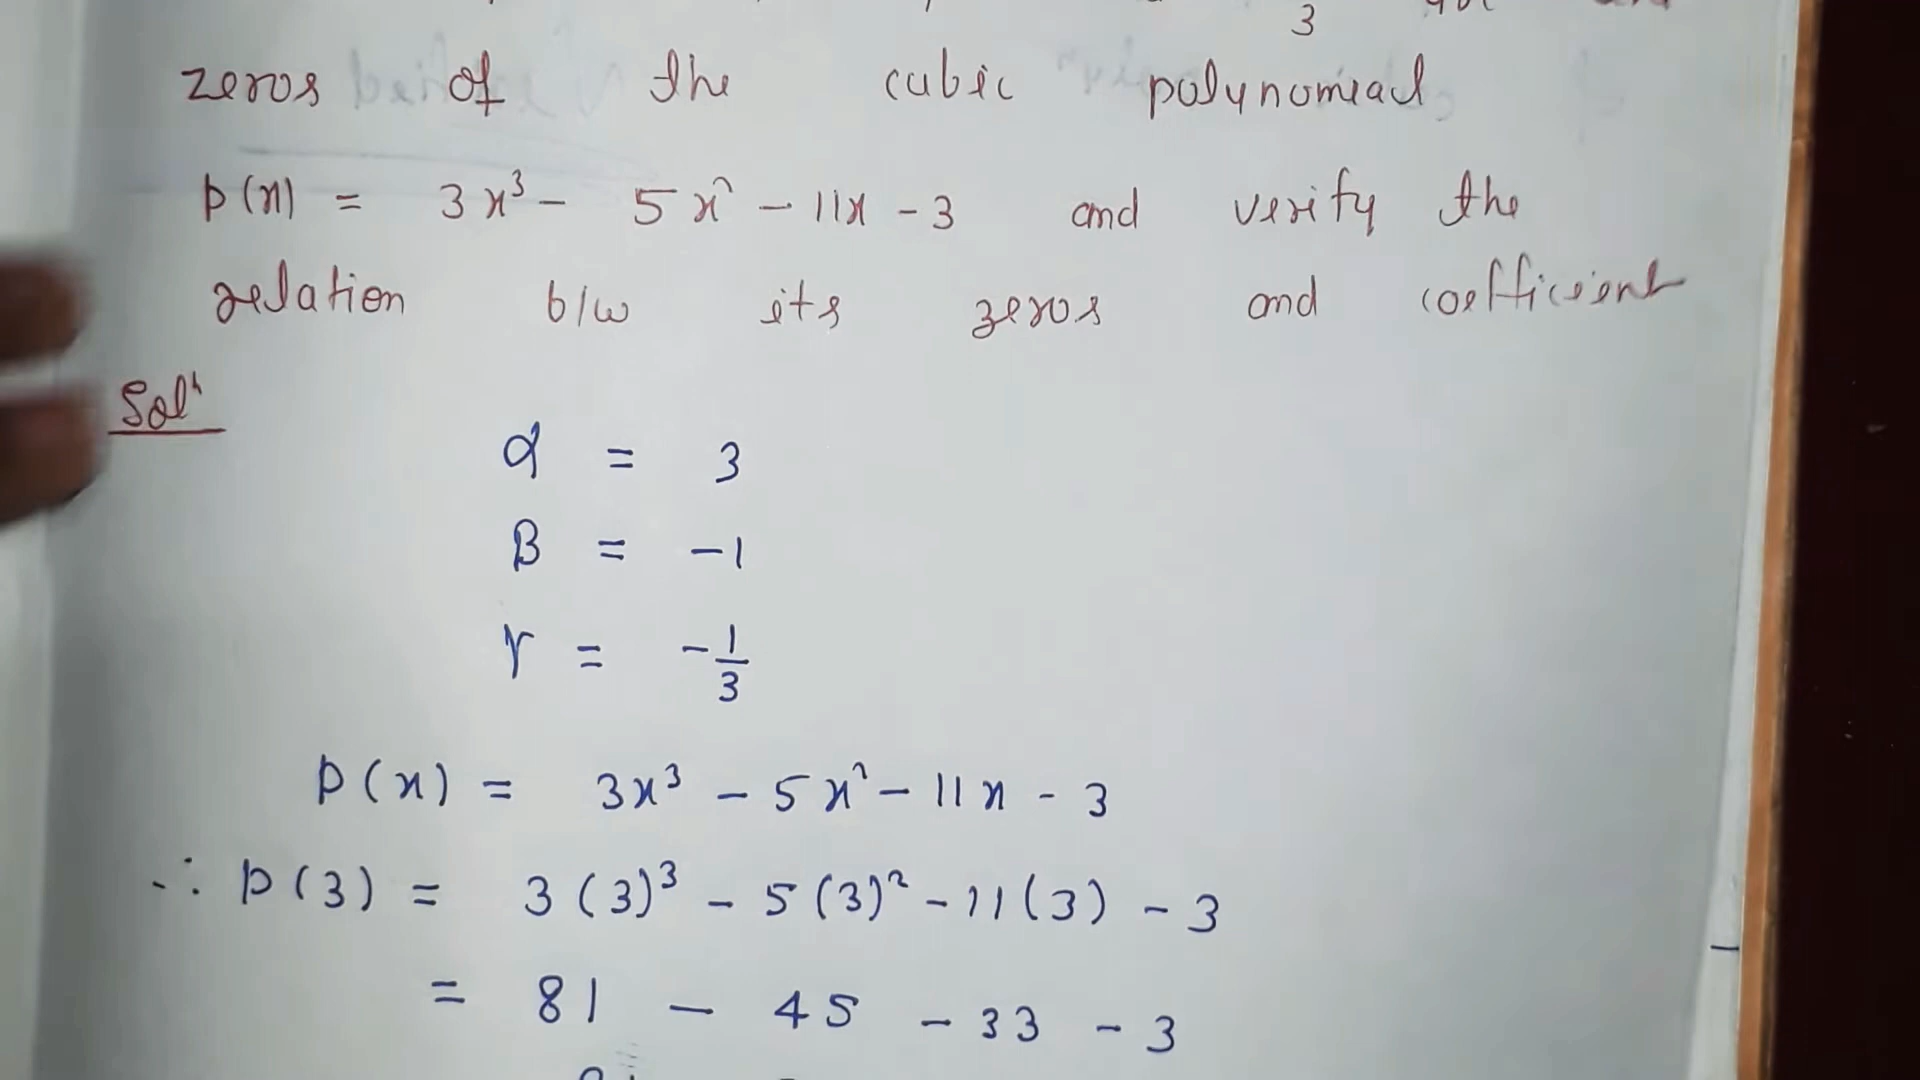 3
zeros of the cubic polynomial
p(x) = 3x³ - 5x² - 11x - 3 and verify the
relation b/w its zeros and coefficient
Solⁿ
α = 3
β = -1
γ = -1/3
p(x) = 3x³ - 5x² - 11x - 3
∴ p(3) = 3(3)³ - 5(3)² - 11(3) - 3
= 81 - 45 - 33 - 3